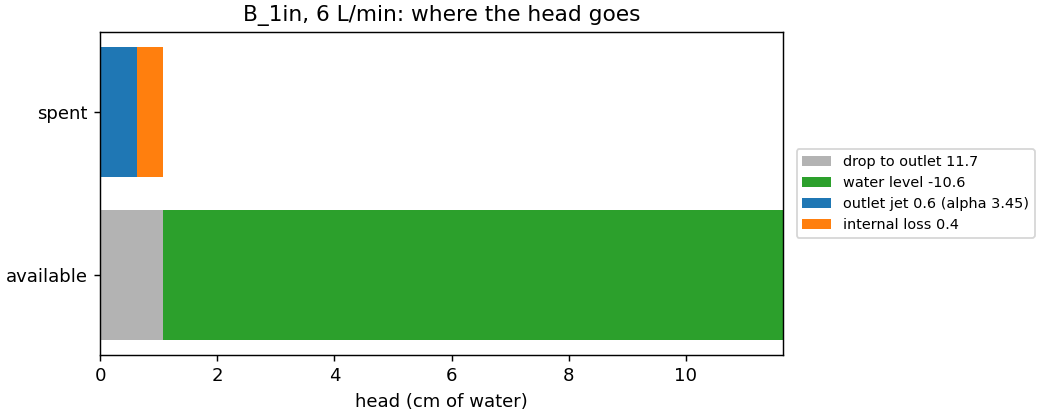 B_1in, 6 L/min: where the head goes
spent
available
drop to outlet 11.7
water level -10.6
outlet jet 0.6 (alpha 3.45)
internal loss 0.4
0 2 4 6 8 10
head (cm of water)